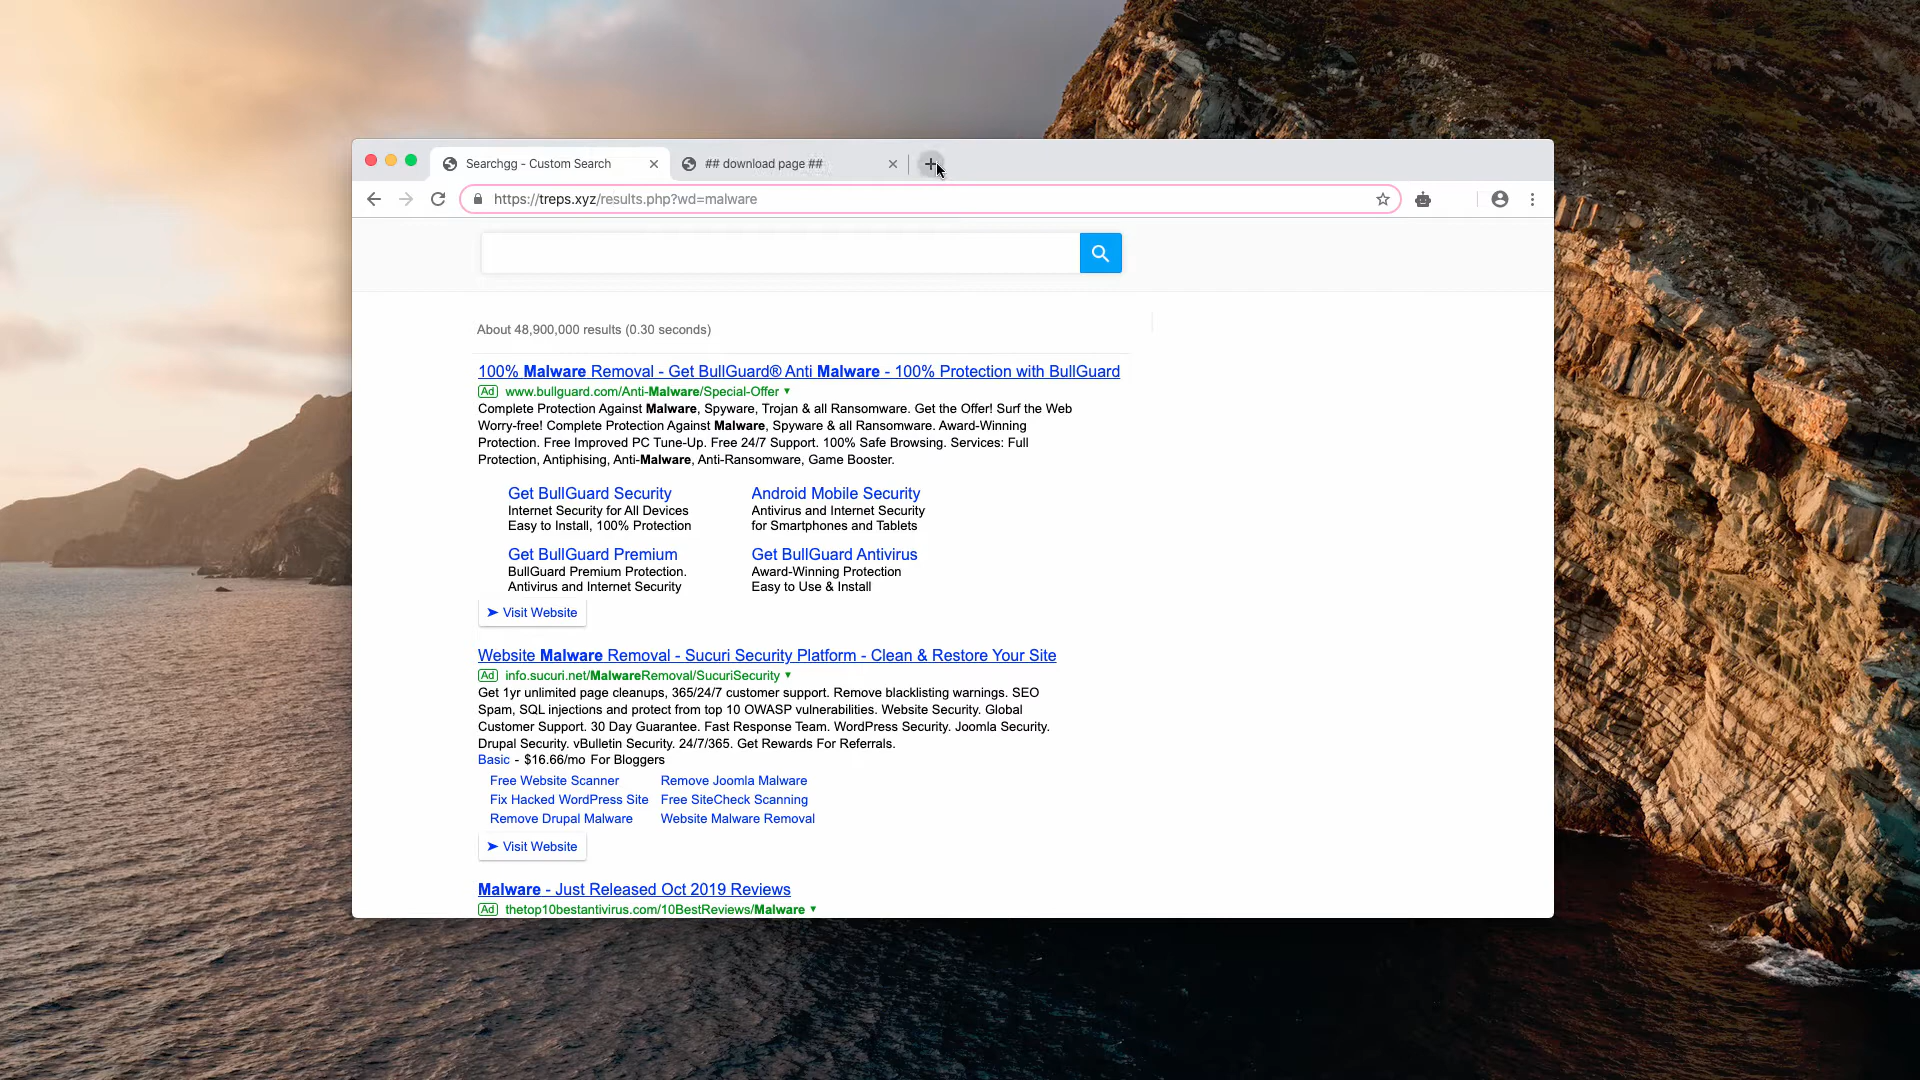 Searchgg - Custom Search
## download page ##
https://treps.xyz/results.php?wd=malware
About 48,900,000 results (0.30 seconds)
100% Malware Removal - Get BullGuard® Anti Malware - 100% Protection with BullGuard
Ad www.bullguard.com/Anti-Malware/Special-Offer
Complete Protection Against Malware, Spyware, Trojan & all Ransomware. Get the Offer! Surf the Web
Worry-free! Complete Protection Against Malware, Spyware & all Ransomware. Award-Winning
Protection. Free Improved PC Tune-Up. Free 24/7 Support. 100% Safe Browsing. Services: Full
Protection, Antiphising, Anti-Malware, Anti-Ransomware, Game Booster.
Get BullGuard Security
Internet Security for All Devices
Easy to Install, 100% Protection
Android Mobile Security
Antivirus and Internet Security
for Smartphones and Tablets
Get BullGuard Premium
BullGuard Premium Protection.
Antivirus and Internet Security
Get BullGuard Antivirus
Award-Winning Protection
Easy to Use & Install
Visit Website
Website Malware Removal - Sucuri Security Platform - Clean & Restore Your Site
Ad info.sucuri.net/MalwareRemoval/SucuriSecurity
Get 1yr unlimited page cleanups, 365/24/7 customer support. Remove blacklisting warnings. SEO
Spam, SQL injections and protect from top 10 OWASP vulnerabilities. Website Security. Global
Customer Support. 30 Day Guarantee. Fast Response Team. WordPress Security. Joomla Security.
Drupal Security. vBulletin Security. 24/7/365. Get Rewards For Referrals.
Basic - $16.66/mo For Bloggers
Free Website Scanner Remove Joomla Malware
Fix Hacked WordPress Site Free SiteCheck Scanning
Remove Drupal Malware Website Malware Removal
Visit Website
Malware - Just Released Oct 2019 Reviews
Ad thetop10bestantivirus.com/10BestReviews/Malware